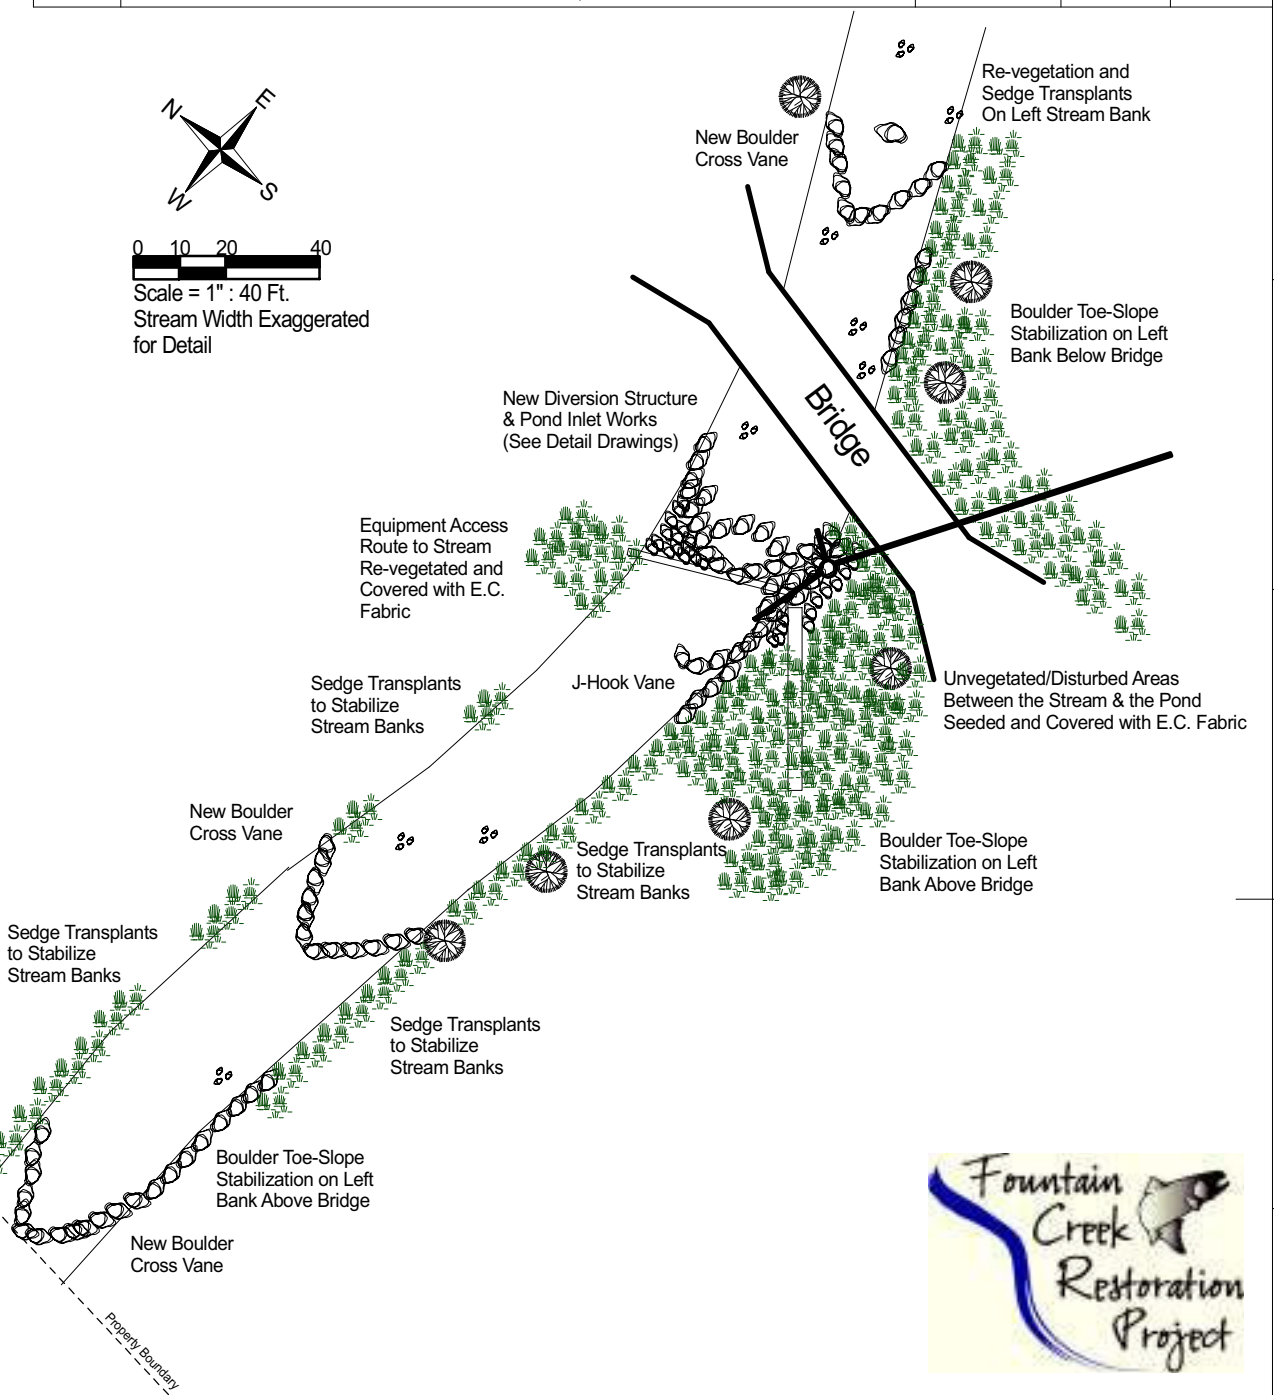 Re-vegetation and
Sedge Transplants
On Left Stream Bank
N
E
W
S
New Boulder
Cross Vane
0 10 20 40
Scale = 1" : 40 Ft.
Stream Width Exaggerated
for Detail
Boulder Toe-Slope
Stabilization on Left
Bank Below Bridge
Bridge
New Diversion Structure
& Pond Inlet Works
(See Detail Drawings)
Equipment Access
Route to Stream
Re-vegetated and
Covered with E.C.
Fabric
J-Hook Vane
Sedge Transplants
to Stabilize
Stream Banks
Unvegetated/Disturbed Areas
Between the Stream & the Pond
Seeded and Covered with E.C. Fabric
New Boulder
Cross Vane
Sedge Transplants
to Stabilize
Stream Banks
Boulder Toe-Slope
Stabilization on Left
Bank Above Bridge
Sedge Transplants
to Stabilize
Stream Banks
Sedge Transplants
to Stabilize
Stream Banks
Boulder Toe-Slope
Stabilization on Left
Bank Above Bridge
New Boulder
Cross Vane
Property Boundary
Fountain
Creek
Restoration
Project